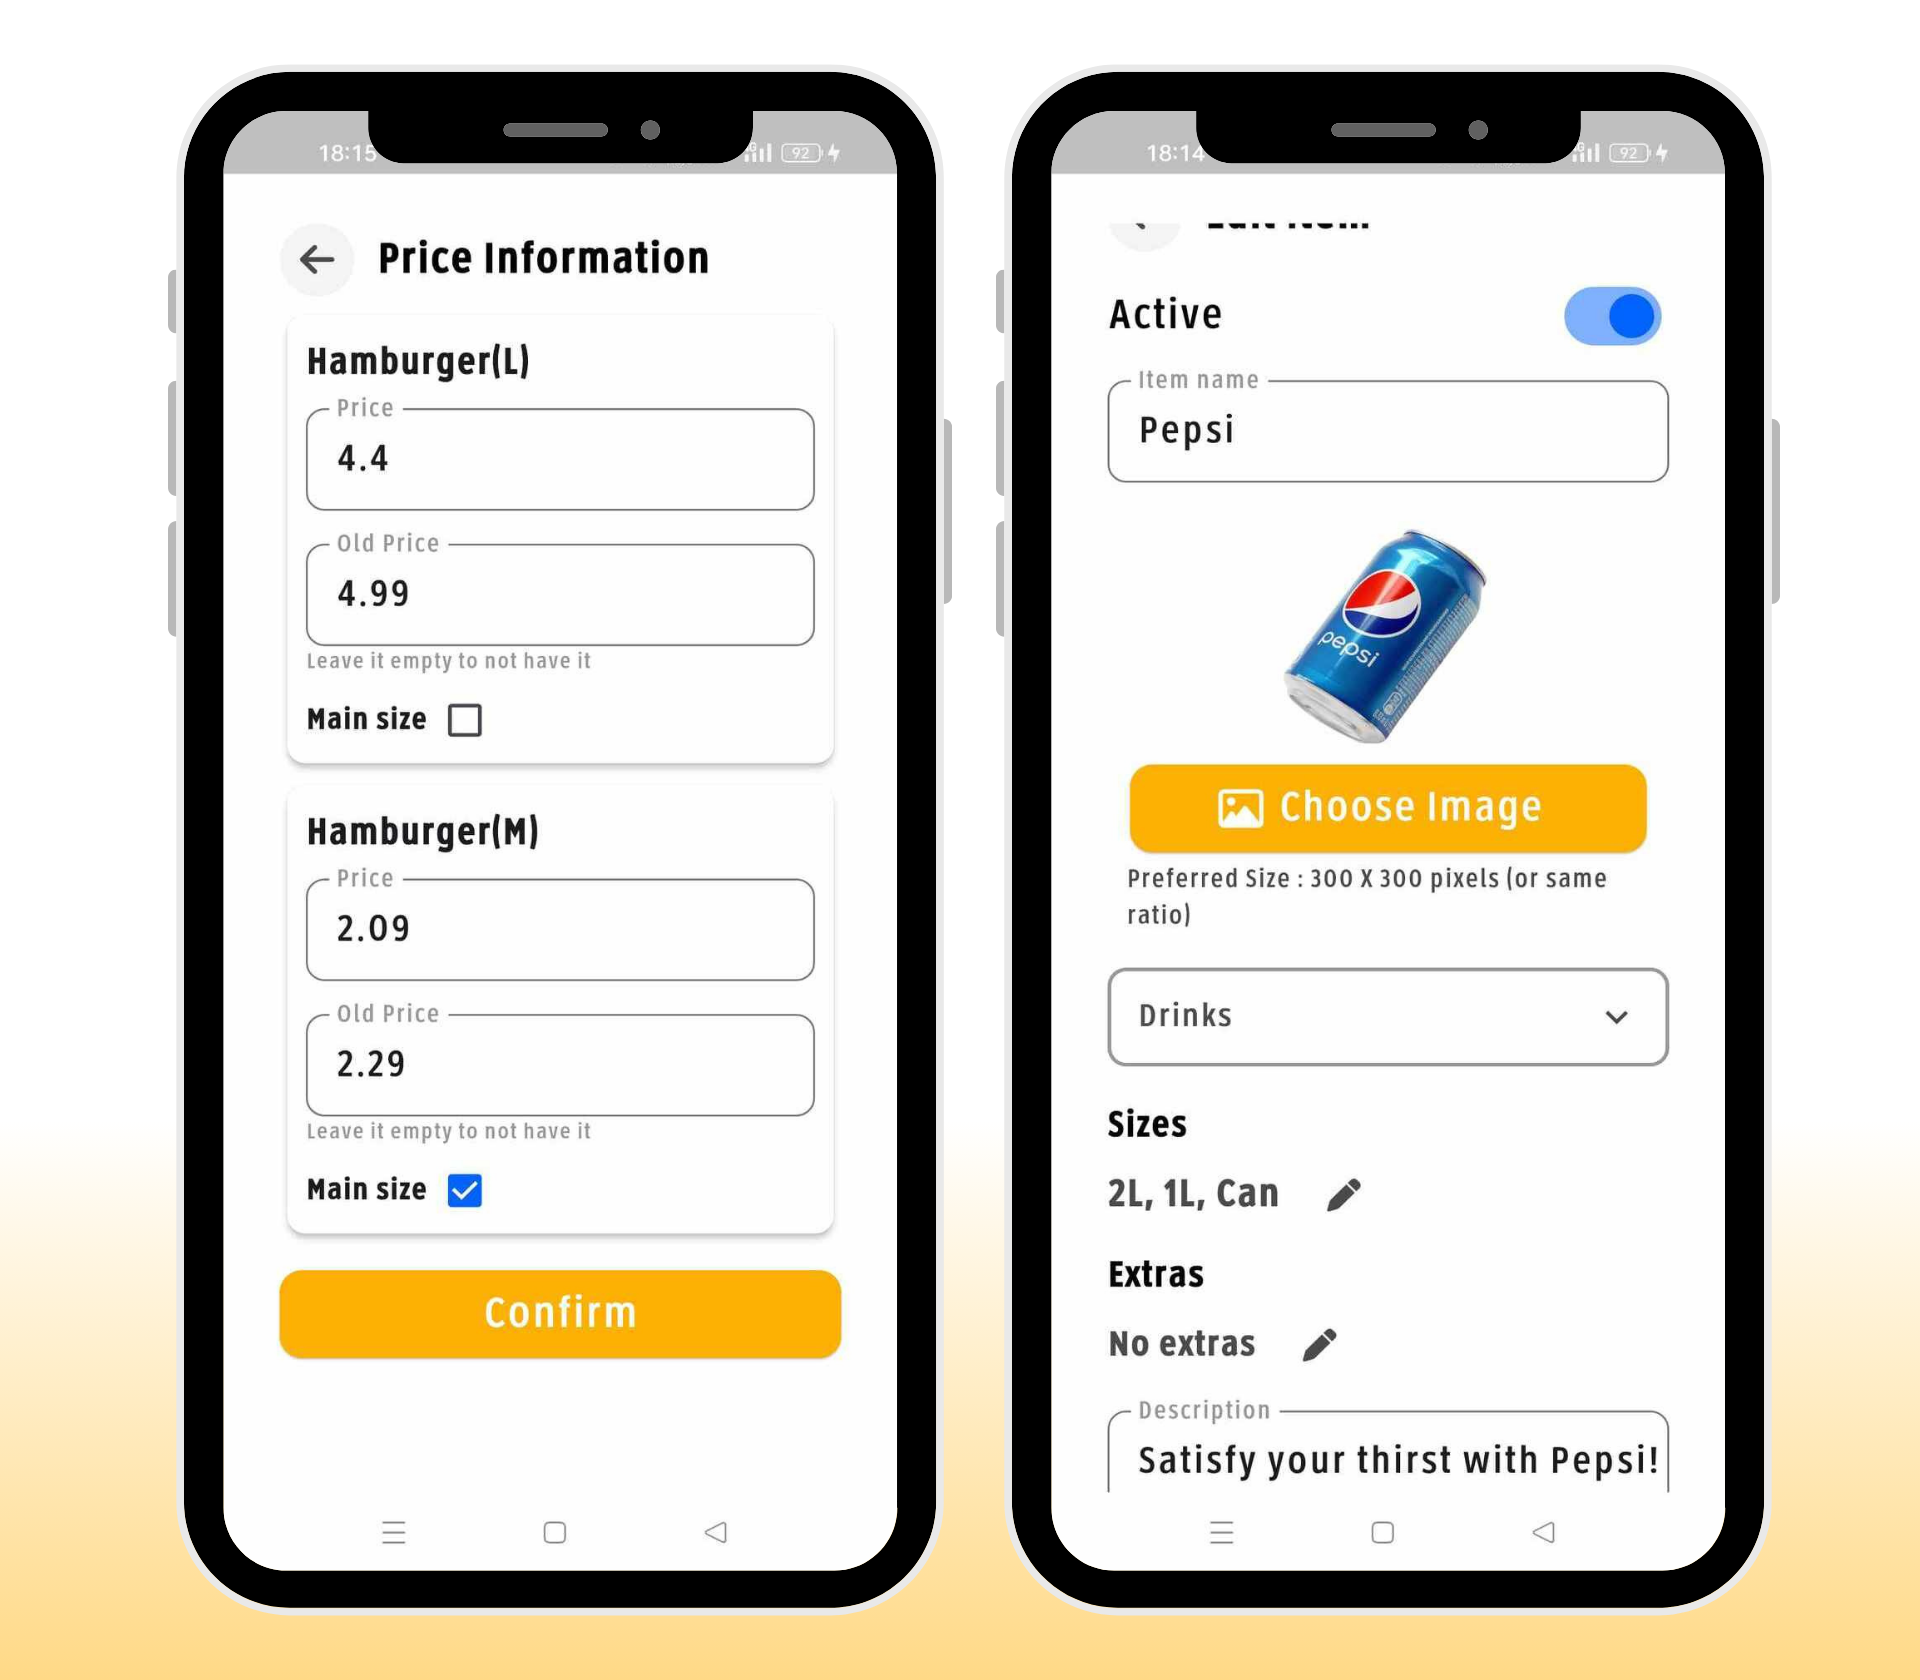 18:15
92
Price Information
Hamburger(L)
Price
4.4
Old Price
4.99
Leave it empty to not have it
Main size
Hamburger(M)
Price
2.09
Old Price
2.29
Leave it empty to not have it
Main size
Confirm
18:14
92
Edit Item
Active
Item name
Pepsi
pepsi
Choose Image
Preferred Size : 300 X 300 pixels (or same
ratio)
Drinks
Sizes
2L, 1L, Can
Extras
No extras
Description
Satisfy your thirst with Pepsi!